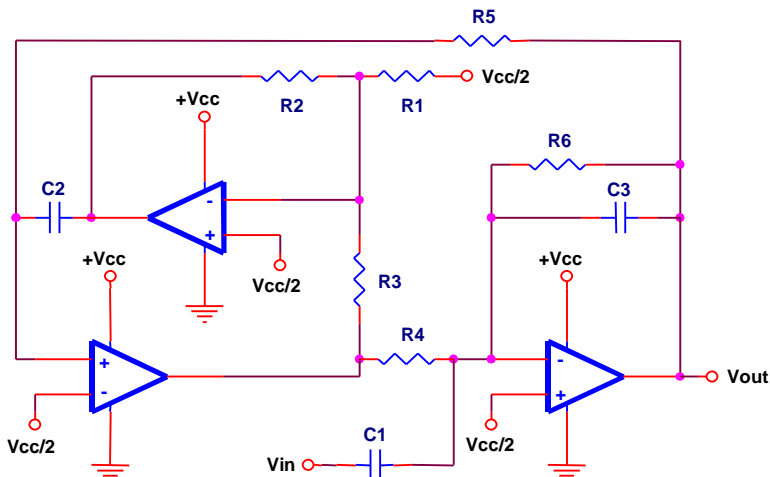 R5
R2
R1
Vcc/2
+Vcc
R6
C2
-
+
C3
Vcc/2
+Vcc
R3
+Vcc
R4
+
-
-
+
Vout
Vcc/2
Vcc/2
C1
Vin